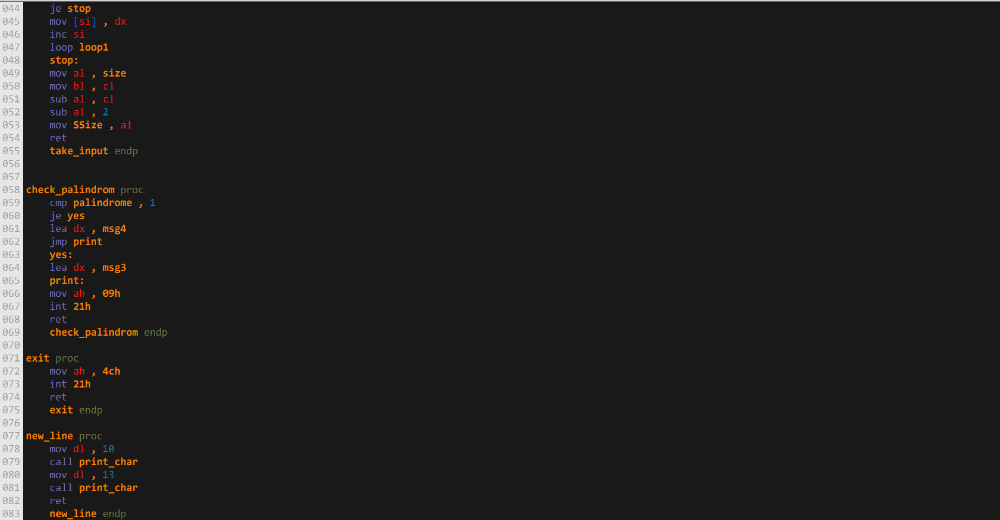 044     je stop
045     mov [si] , dx
046     inc si
047     loop loop1
048     stop:
049     mov al , size
050     mov bl , cl
051     sub al , cl
052     sub al , 2
053     mov SSize , al
054     ret
055     take_input endp
056
057
058 check_palindrom proc
059     cmp palindrome , 1
060     je yes
061     lea dx , msg4
062     jmp print
063     yes:
064     lea dx , msg3
065     print:
066     mov ah , 09h
067     int 21h
068     ret
069     check_palindrom endp
070
071 exit proc
072     mov ah , 4ch
073     int 21h
074     ret
075     exit endp
076
077 new_line proc
078     mov dl , 10
079     call print_char
080     mov dl , 13
081     call print_char
082     ret
083     new_line endp